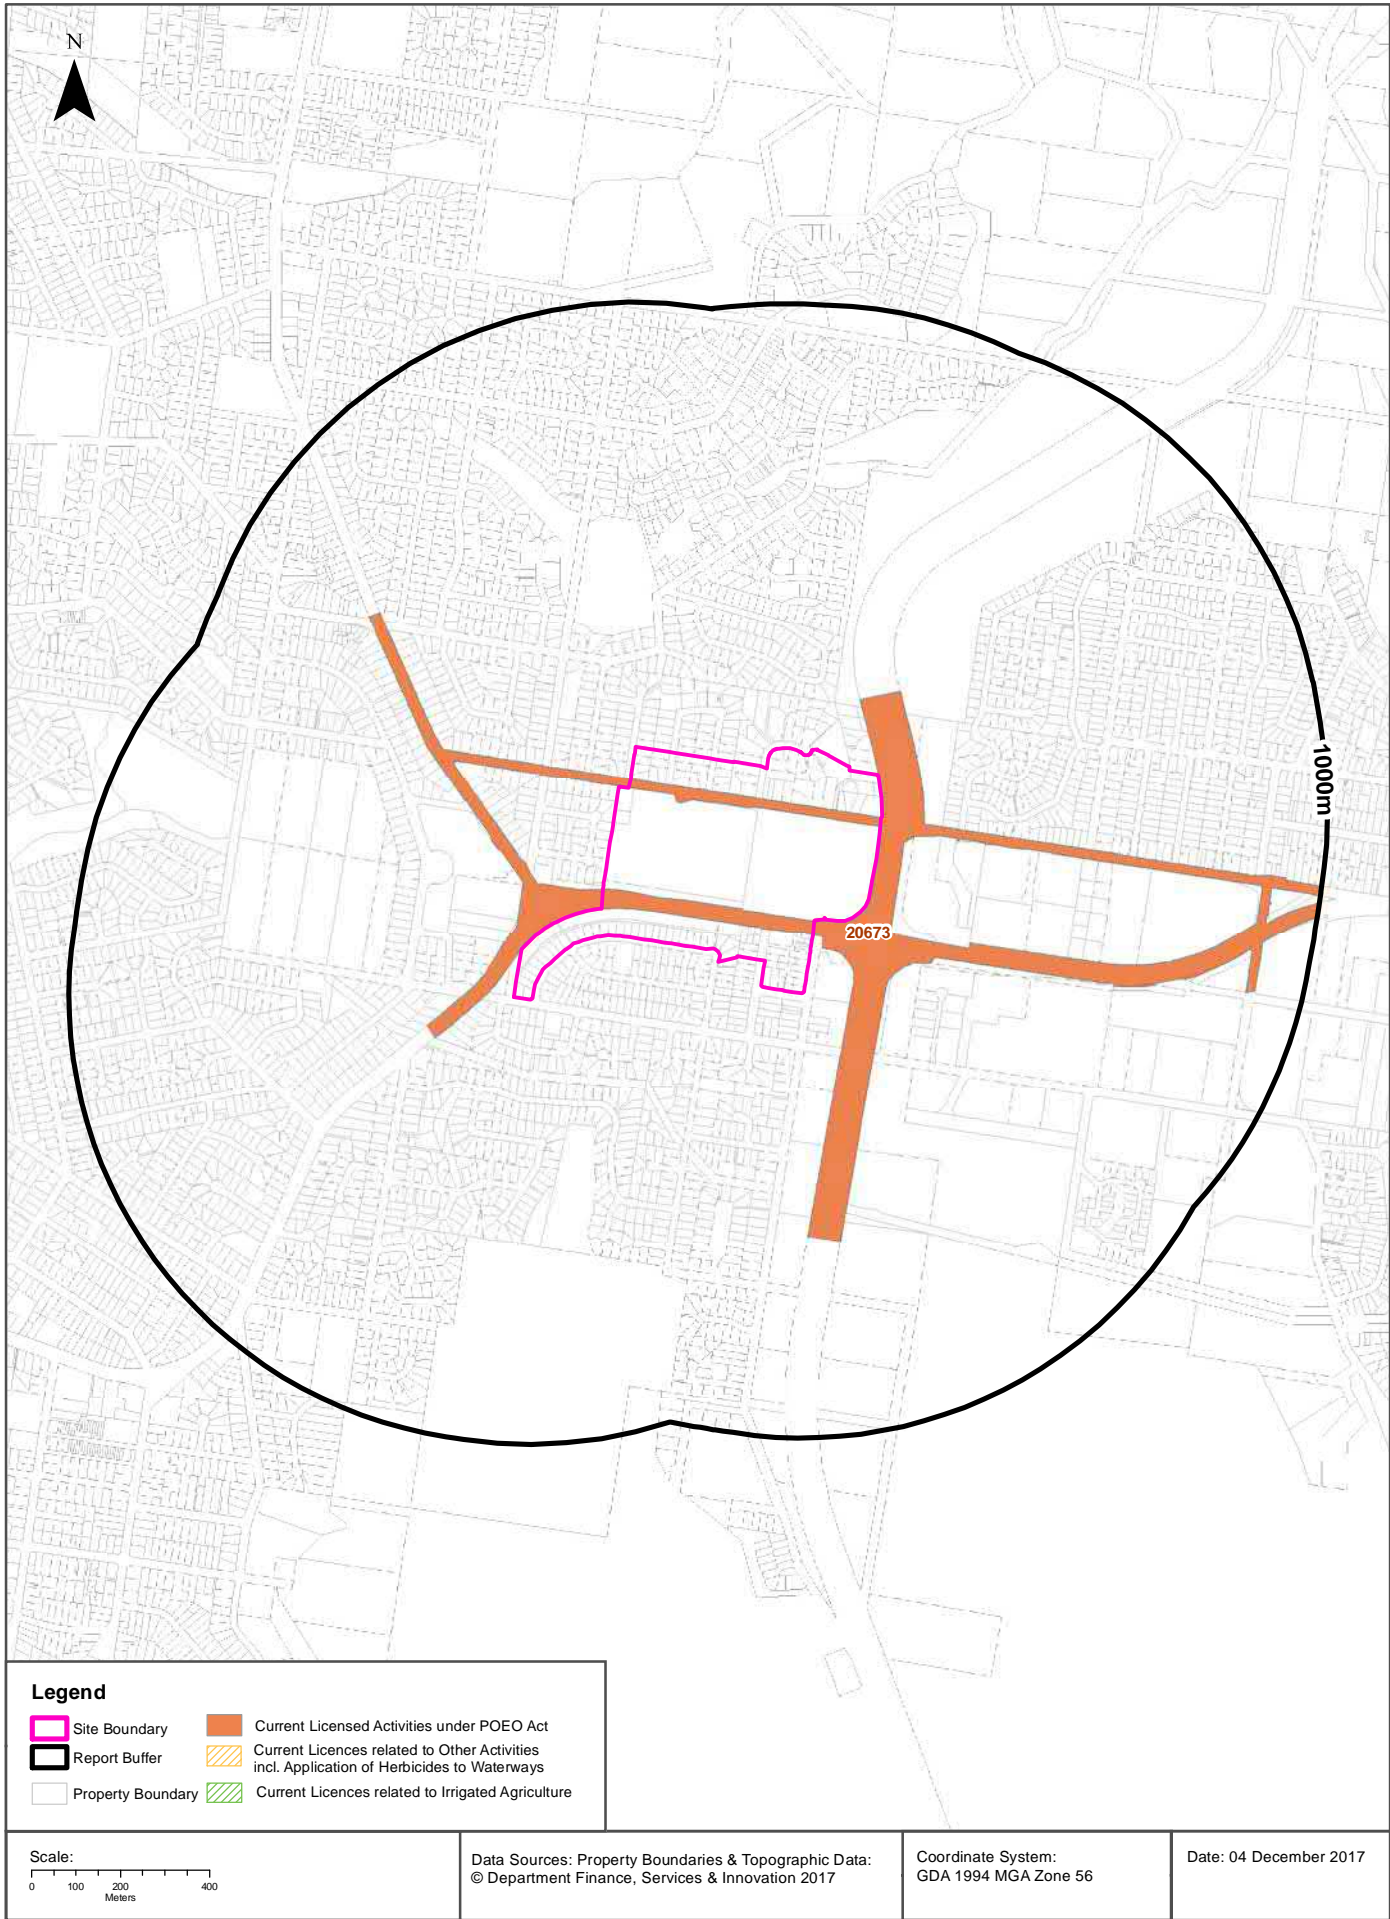 N
1000m
20673
Legend
Site Boundary
Report Buffer
Property Boundary
Current Licensed Activities under POEO Act
Current Licences related to Other Activities
incl. Application of Herbicides to Waterways
Current Licences related to Irrigated Agriculture
Scale:
0 100 200 400
Meters
Data Sources: Property Boundaries & Topographic Data:
© Department Finance, Services & Innovation 2017
Coordinate System:
GDA 1994 MGA Zone 56
Date: 04 December 2017